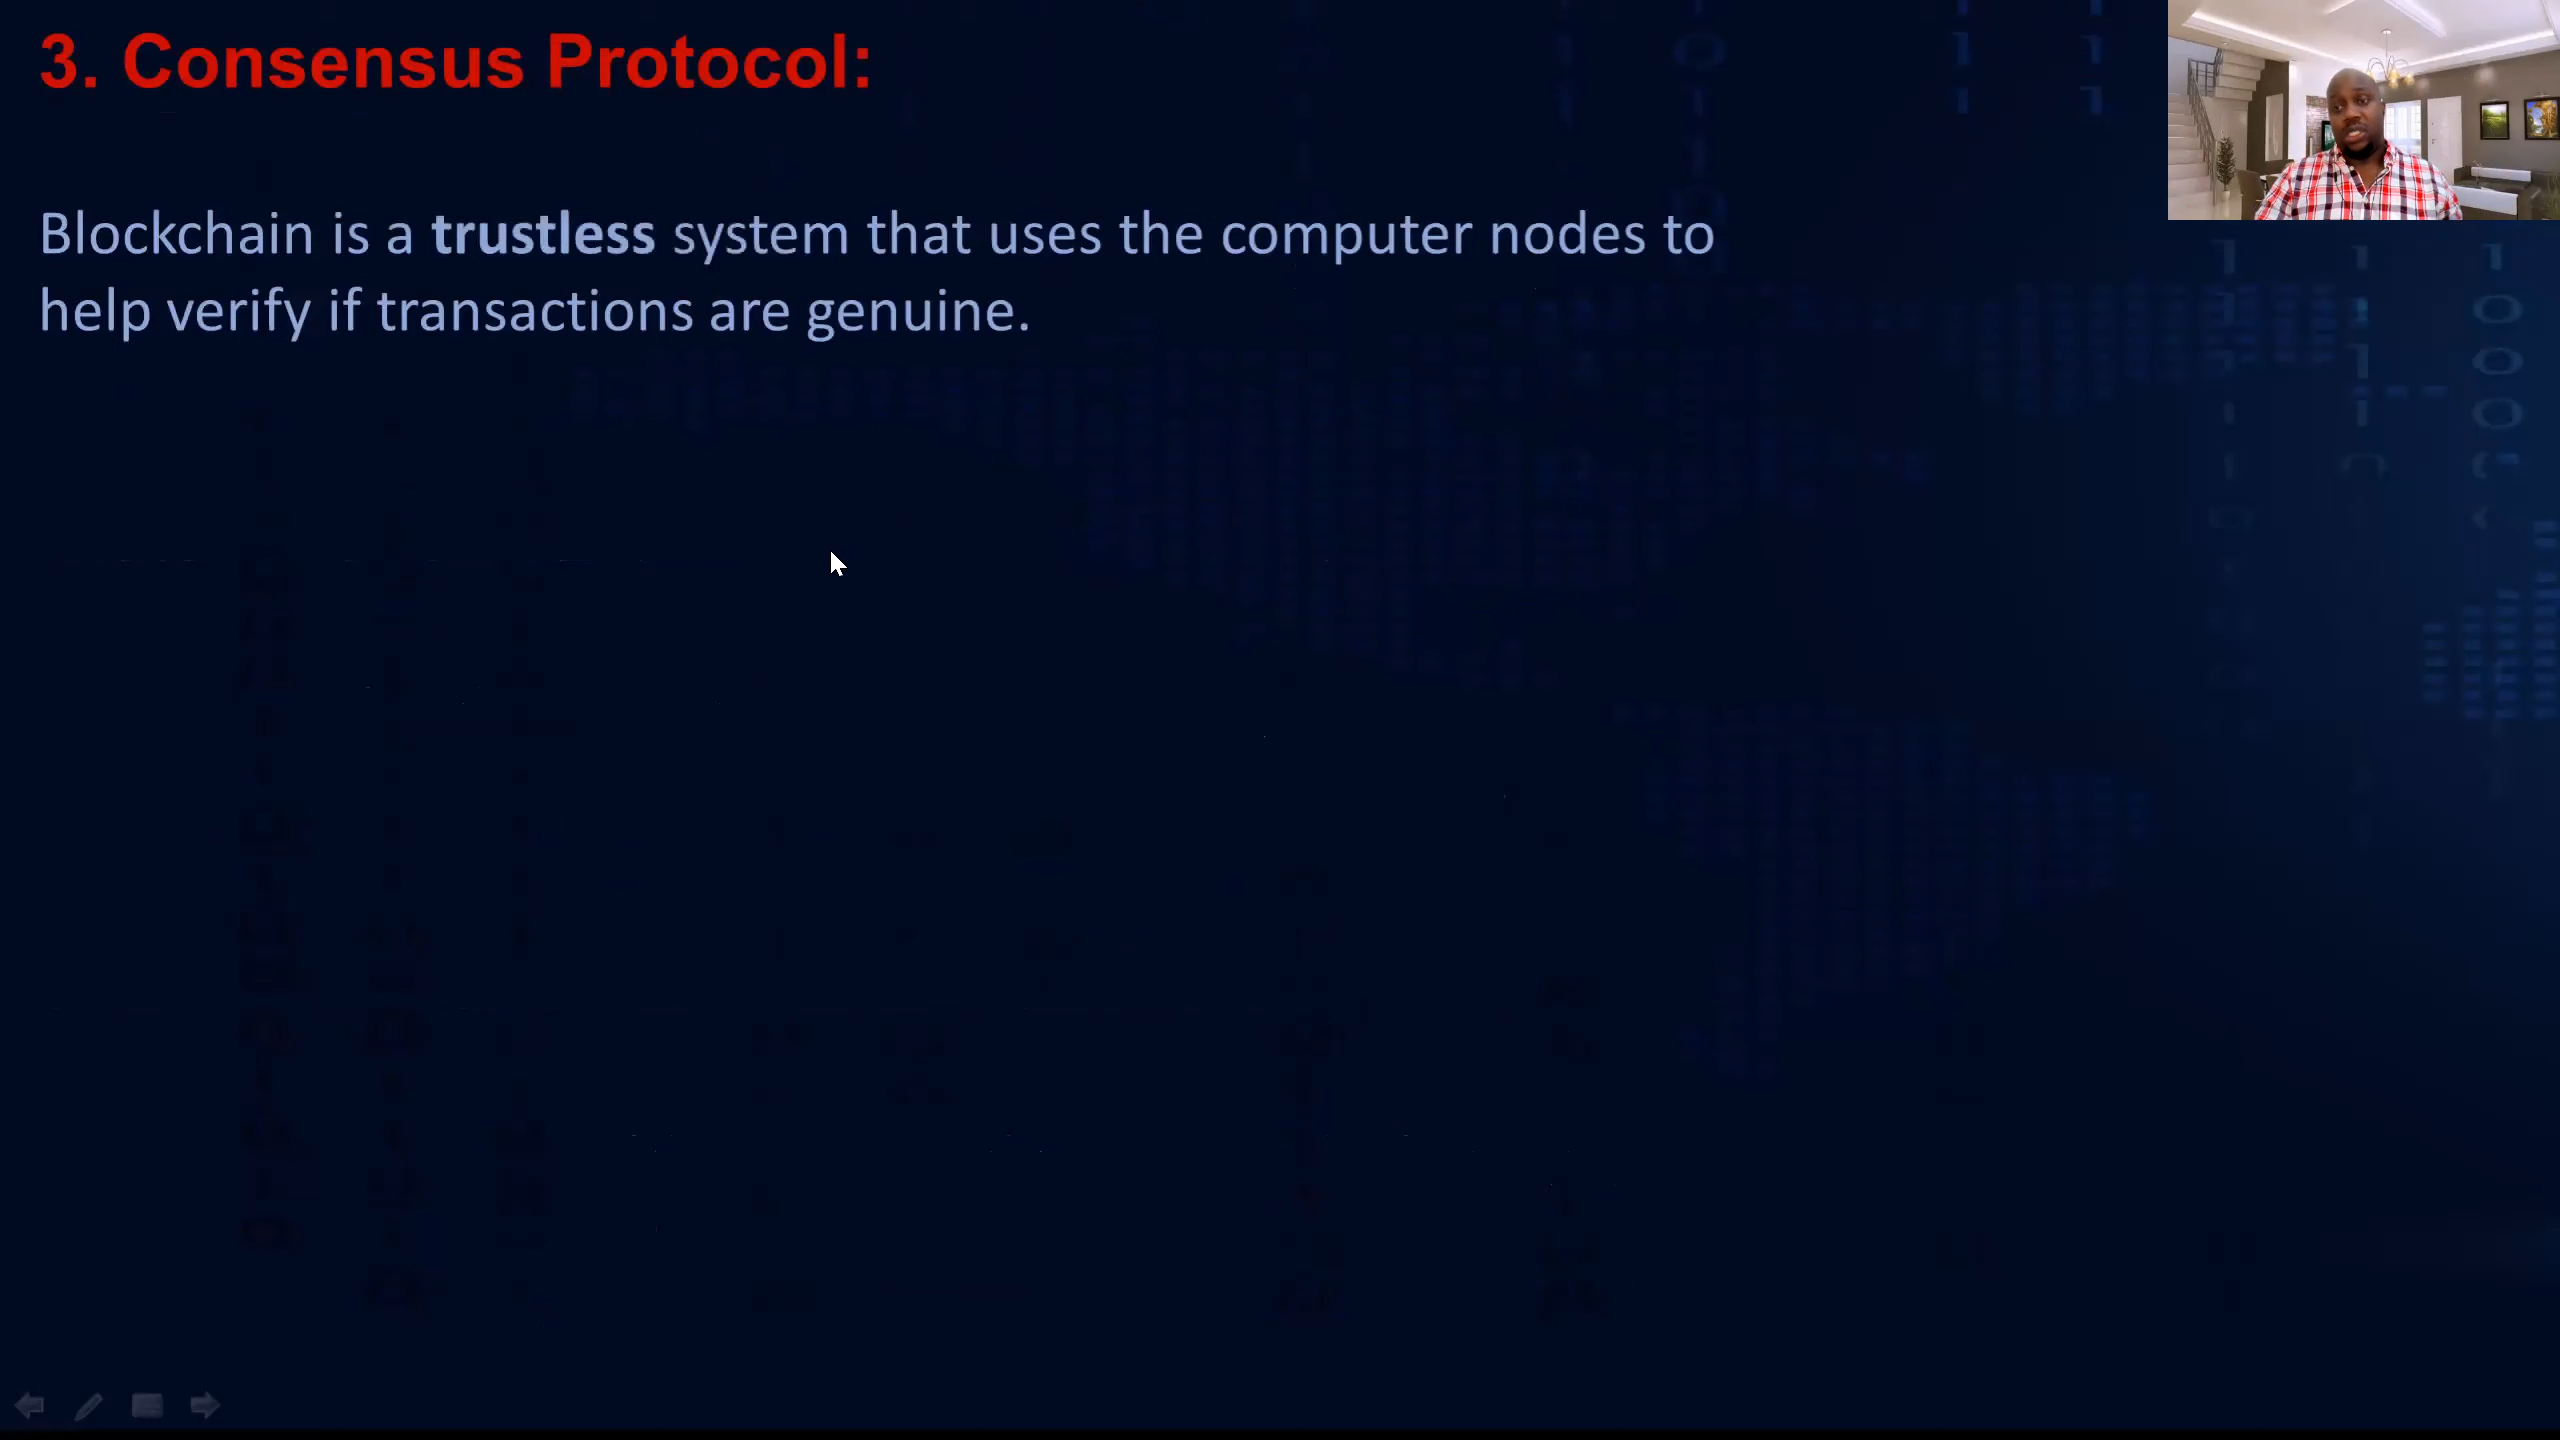 3. Consensus Protocol:
Blockchain is a trustless system that uses the computer nodes to
help verify if transactions are genuine.